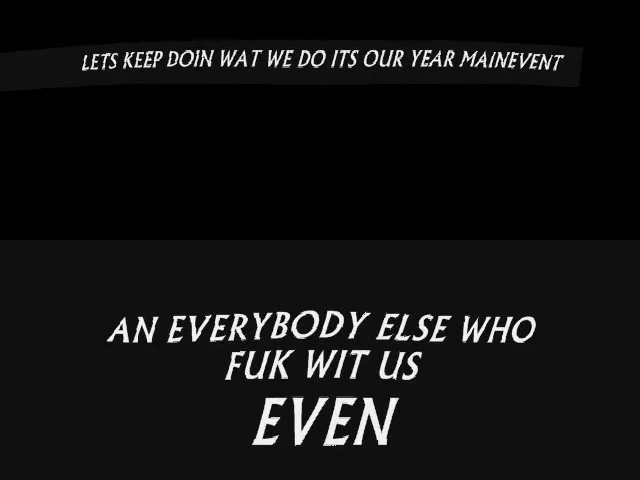 LETS KEEP DOIN WAT WE DO ITS OUR YEAR MAINEVENT
AN EVERYBODY ELSE WHO
FUK WIT US
EVEN